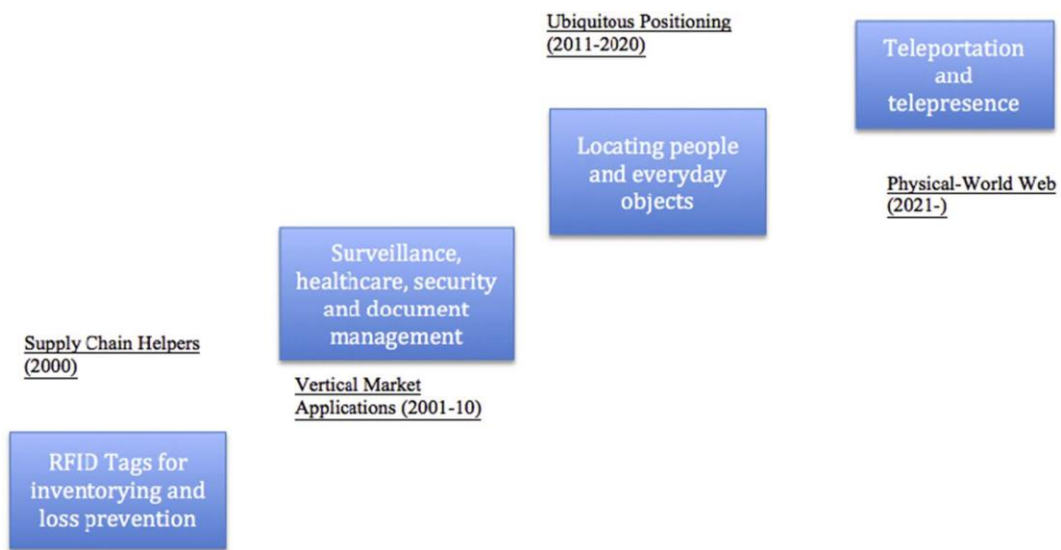 Supply Chain Helpers
(2000)
RFID Tags for
inventorying and
loss prevention
Surveillance,
healthcare, security
and document
management
Vertical Market
Applications (2001-10)
Ubiquitous Positioning
(2011-2020)
Locating people
and everyday
objects
Teleportation
and
telepresence
Physical-World Web
(2021-)